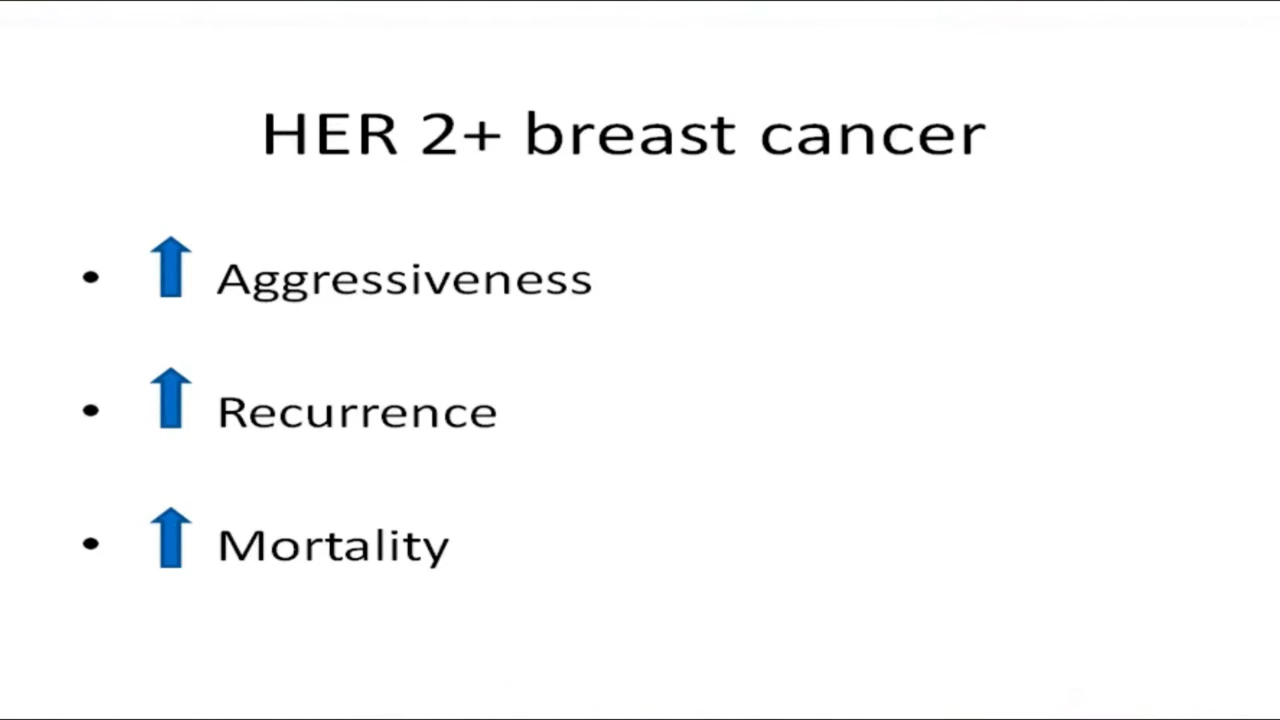 HER 2+ breast cancer
• Aggressiveness
• Recurrence
• Mortality